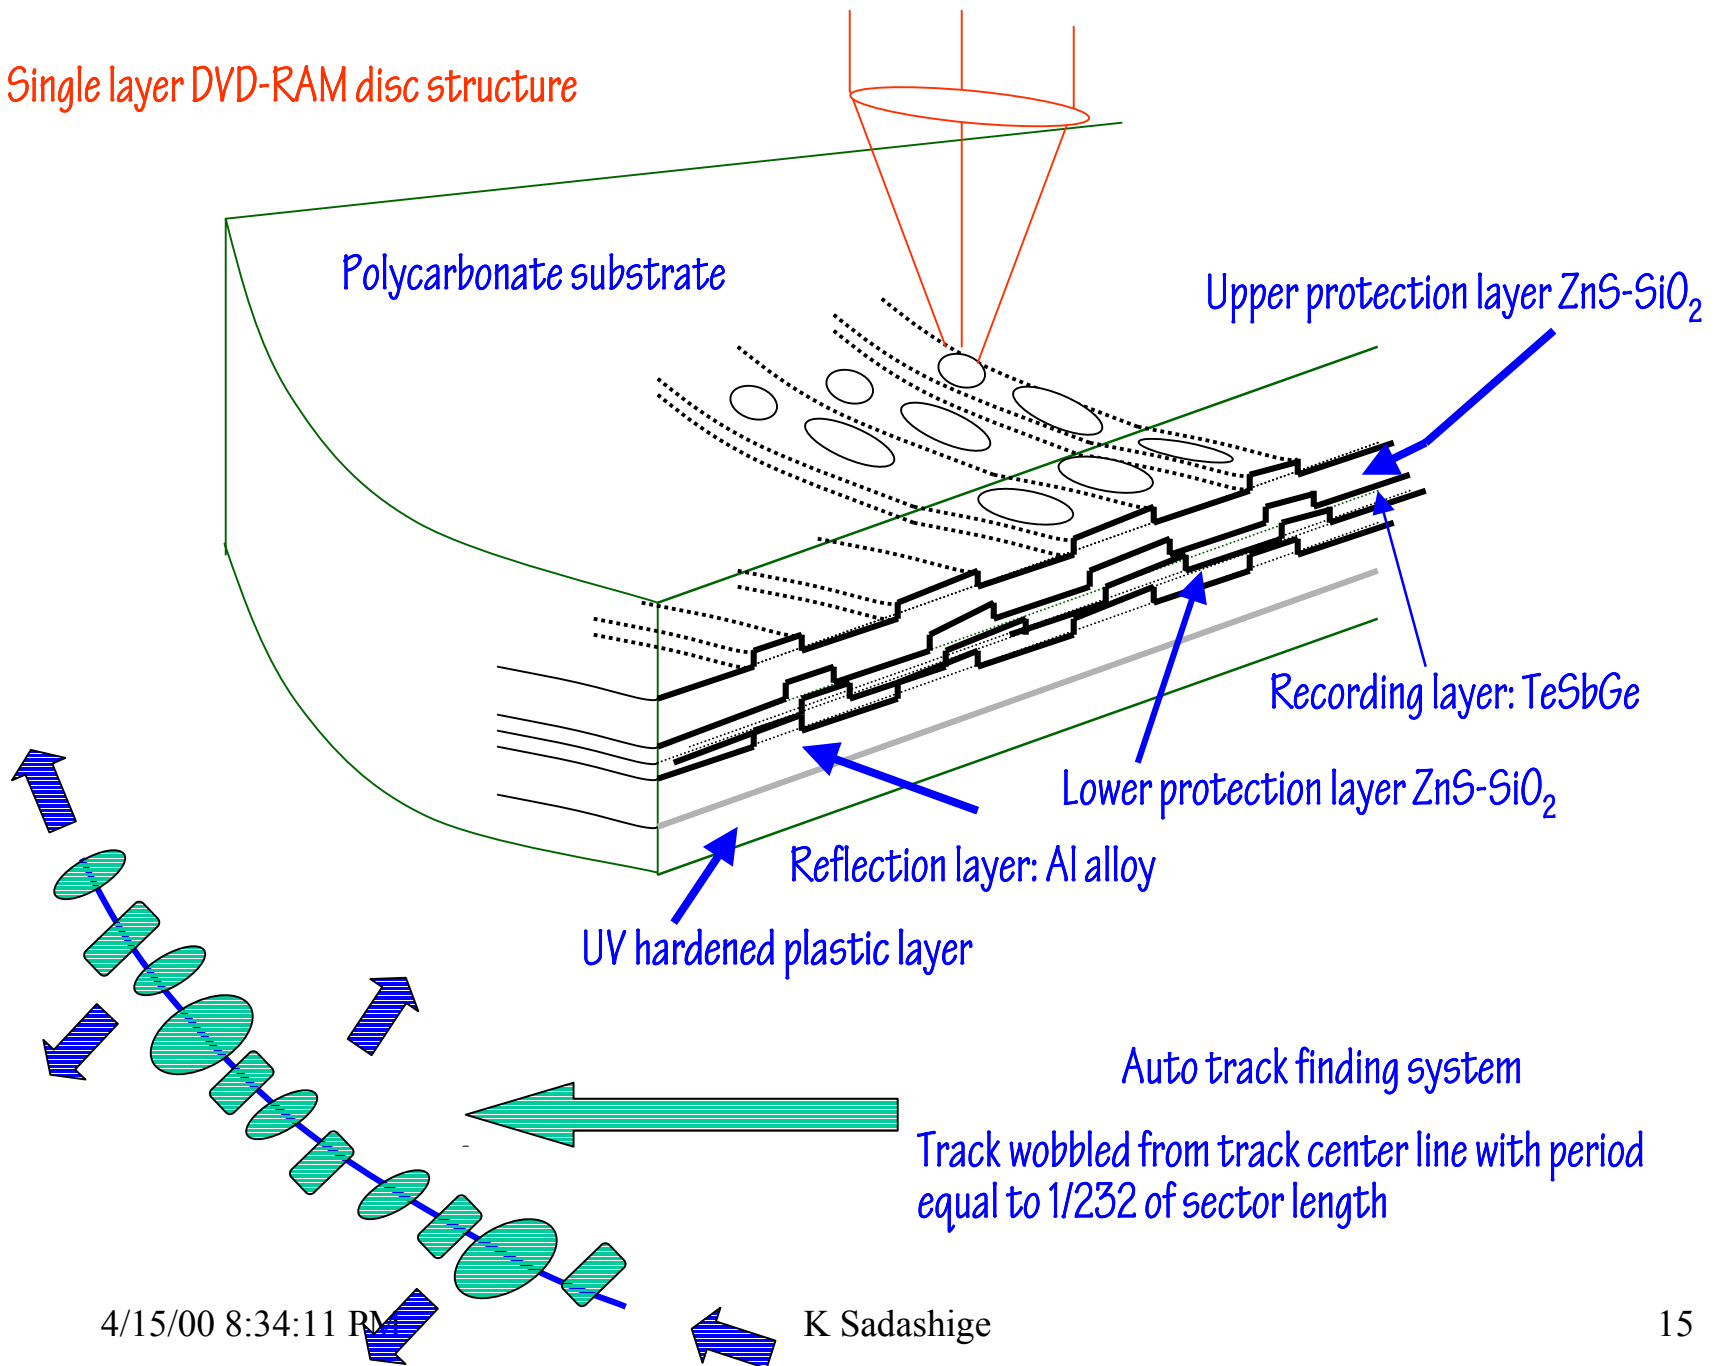 Single layer DVD-RAM disc structure
Polycarbonate substrate
Upper protection layer ZnS-SiO₂
Recording layer: TeSbGe
Lower protection layer ZnS-SiO₂
Reflection layer: Al alloy
UV hardened plastic layer
Auto track finding system
Track wobbled from track center line with period
equal to 1/232 of sector length
4/15/00 8:34:11 PM
K Sadashige
15